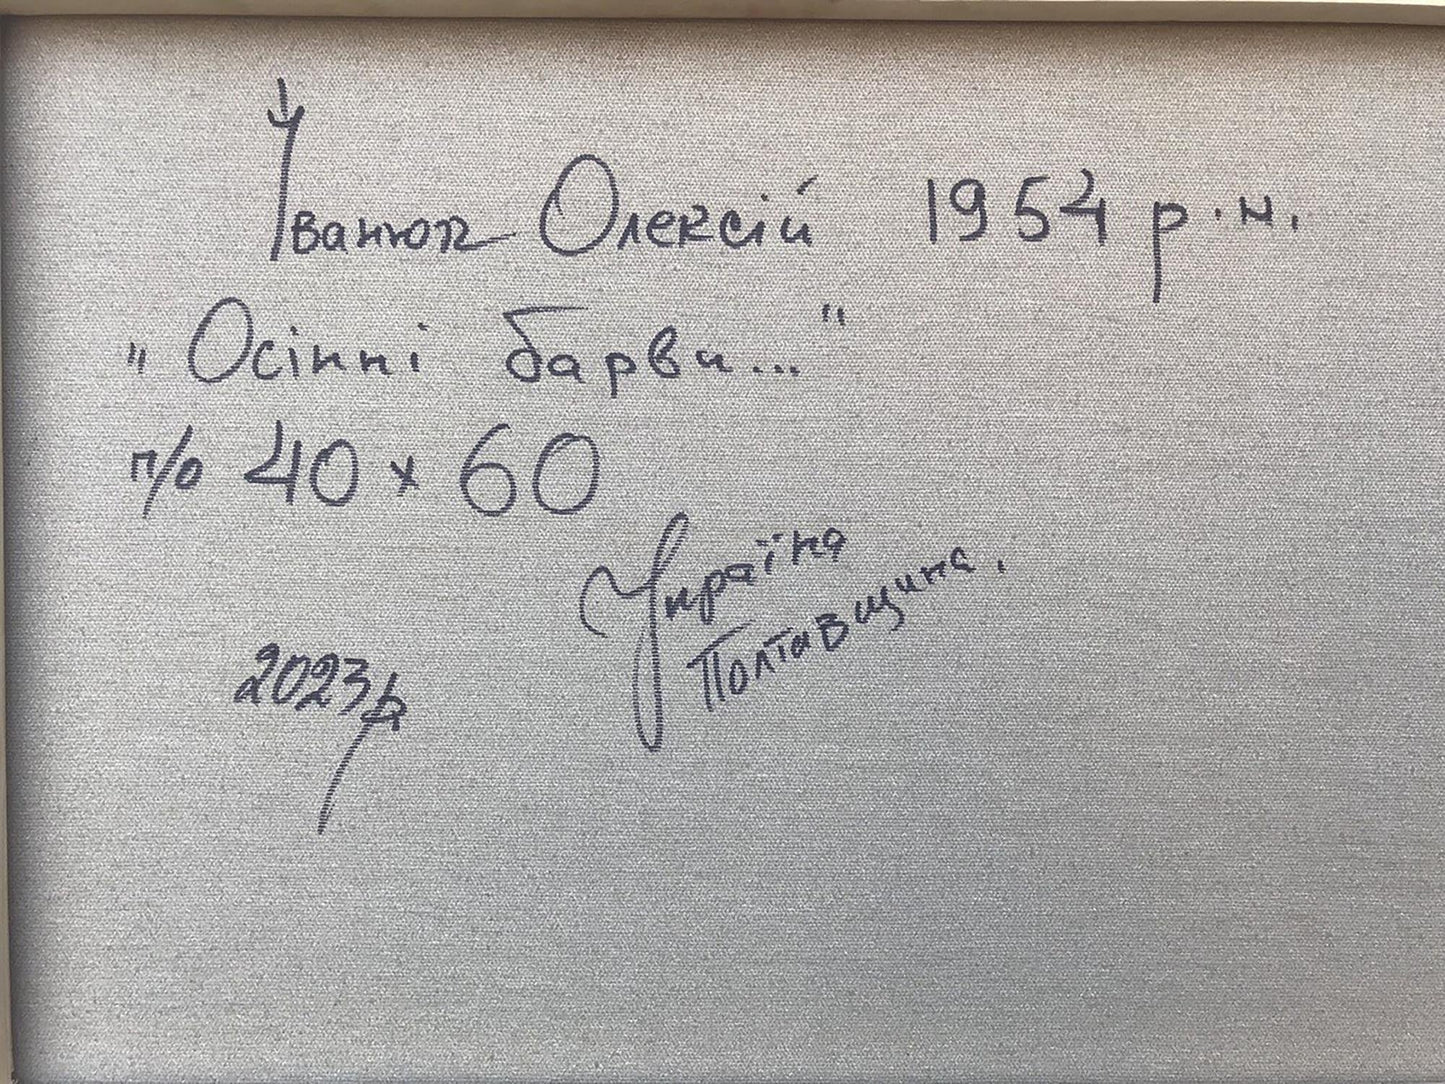 Іванюк Олексій 1954 р.н.
"Осінні барви..."
п/о 40 х 60
Україна
Полтавщина.
2023р